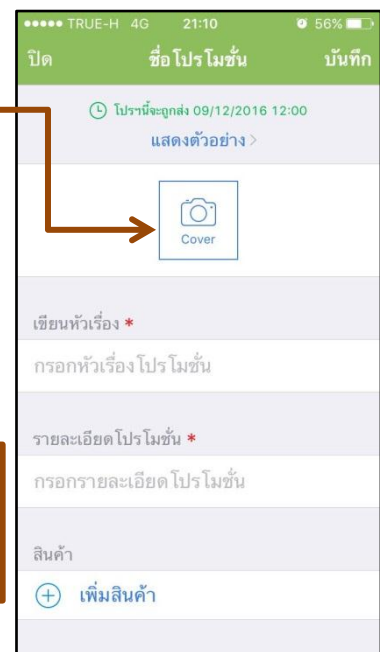 TRUE-H 4G 21:10 56%
ปิด ชื่อโปรโมชั่น บันทึก
โปรฯนี้จะถูกส่ง 09/12/2016 12:00
แสดงตัวอย่าง >
Cover
เขียนหัวเรื่อง *
กรอกหัวเรื่องโปรโมชั่น
รายละเอียดโปรโมชั่น *
กรอกรายละเอียดโปรโมชั่น
สินค้า
เพิ่มสินค้า